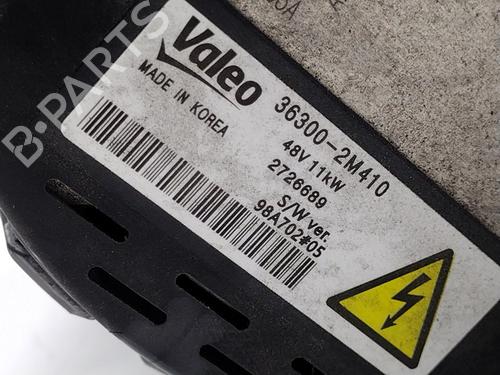 Valeo
MADE IN KOREA
36300-2M410
48V 11kW
2726689
S/W ver.
98A702#05
B-PARTS